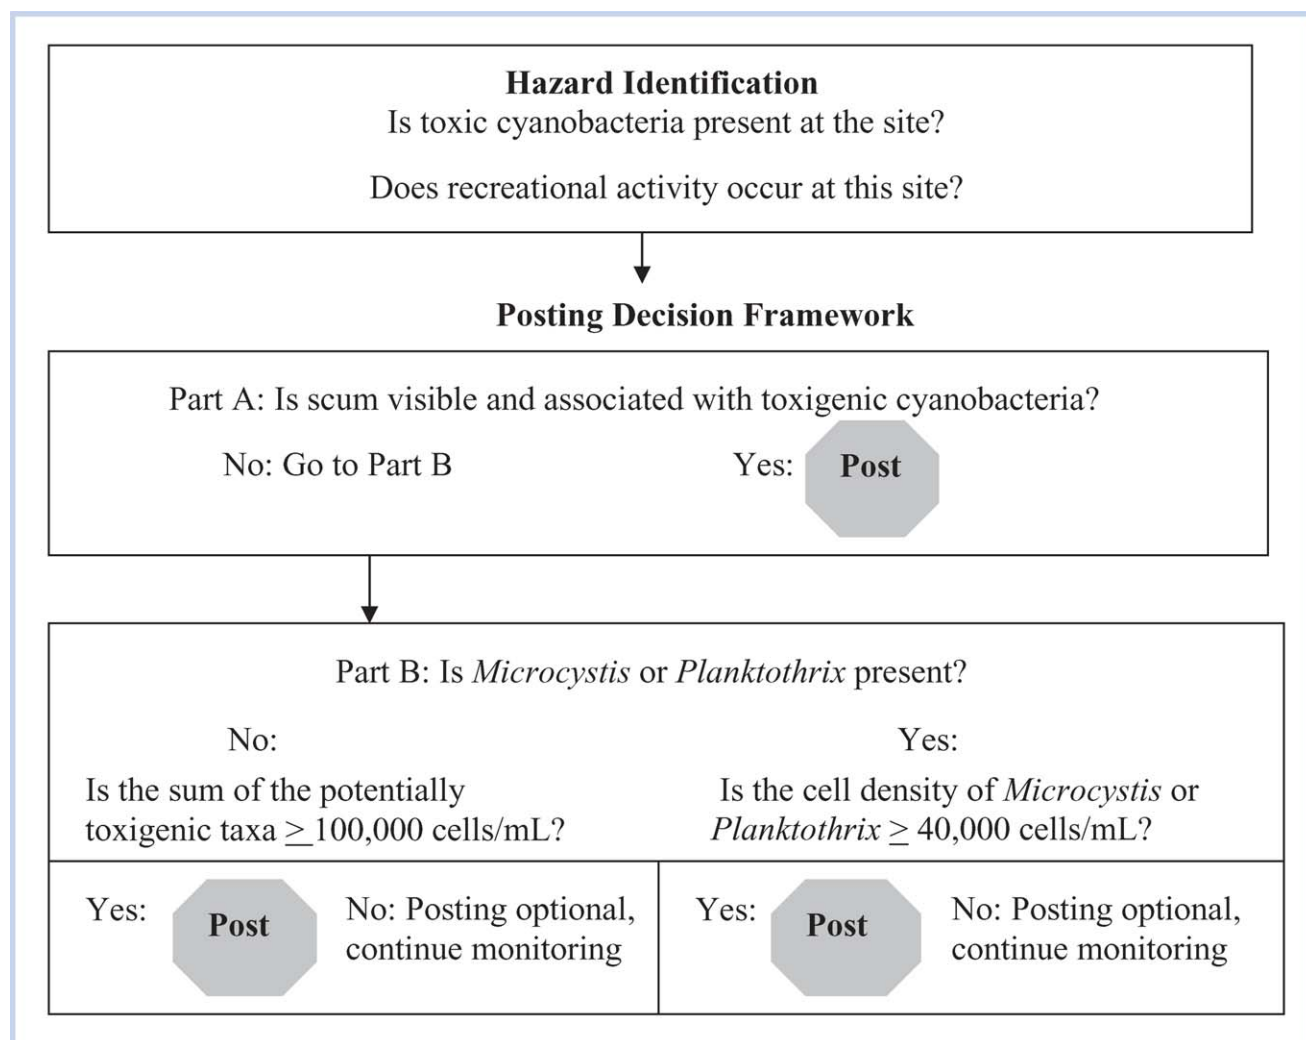 Hazard Identification
Is toxic cyanobacteria present at the site?
Does recreational activity occur at this site?
Posting Decision Framework
Part A: Is scum visible and associated with toxigenic cyanobacteria?
No: Go to Part B
Yes: Post
Part B: Is Microcystis or Planktothrix present?
No:
Is the sum of the potentially
toxigenic taxa ≥ 100,000 cells/mL?
Yes:
Is the cell density of Microcystis or
Planktothrix ≥ 40,000 cells/mL?
Yes: Post
No: Posting optional,
continue monitoring
Yes: Post
No: Posting optional,
continue monitoring